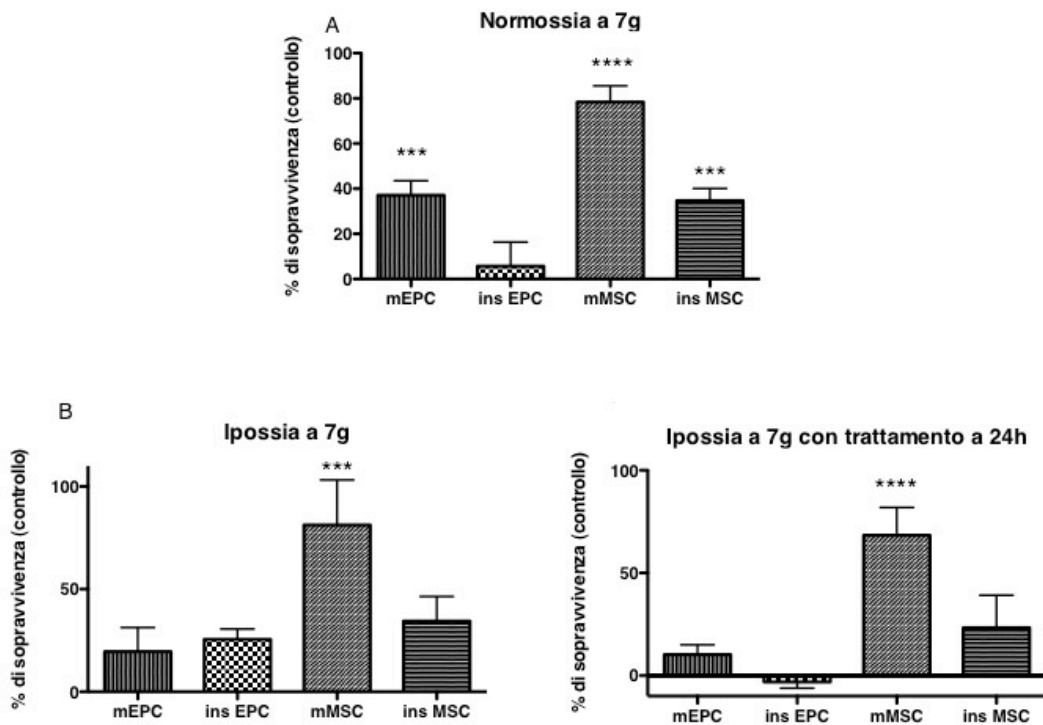 A
Normossia a 7g
% di sopravvivenza (controllo)
100
80
60
40
20
0
***
****
***
mEPC
ins EPC
mMSC
ins MSC
B
Ipossia a 7g
% di sopravvivenza (controllo)
100
50
0
***
mEPC
ins EPC
mMSC
ins MSC
Ipossia a 7g con trattamento a 24h
% di sopravvivenza (controllo)
100
50
0
****
mEPC
ins EPC
mMSC
ins MSC